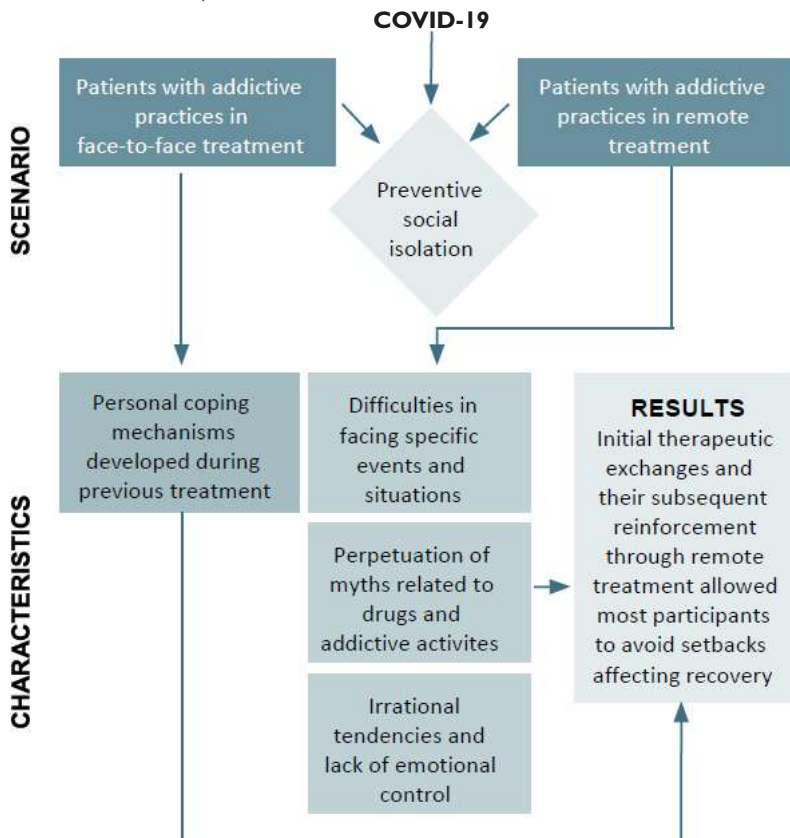 COVID-19
Patients with addictive
practices in
face-to-face treatment
Patients with addictive
practices in remote
treatment
Preventive
social
isolation
SCENARIO
Personal coping
mechanisms
developed during
previous treatment
Difficulties in
facing specific
events and
situations
Perpetuation of
myths related to
drugs and
addictive activites
Irrational
tendencies and
lack of emotional
control
RESULTS
Initial therapeutic
exchanges and
their subsequent
reinforcement
through remote
treatment allowed
most participants
to avoid setbacks
affecting recovery
CHARACTERISTICS